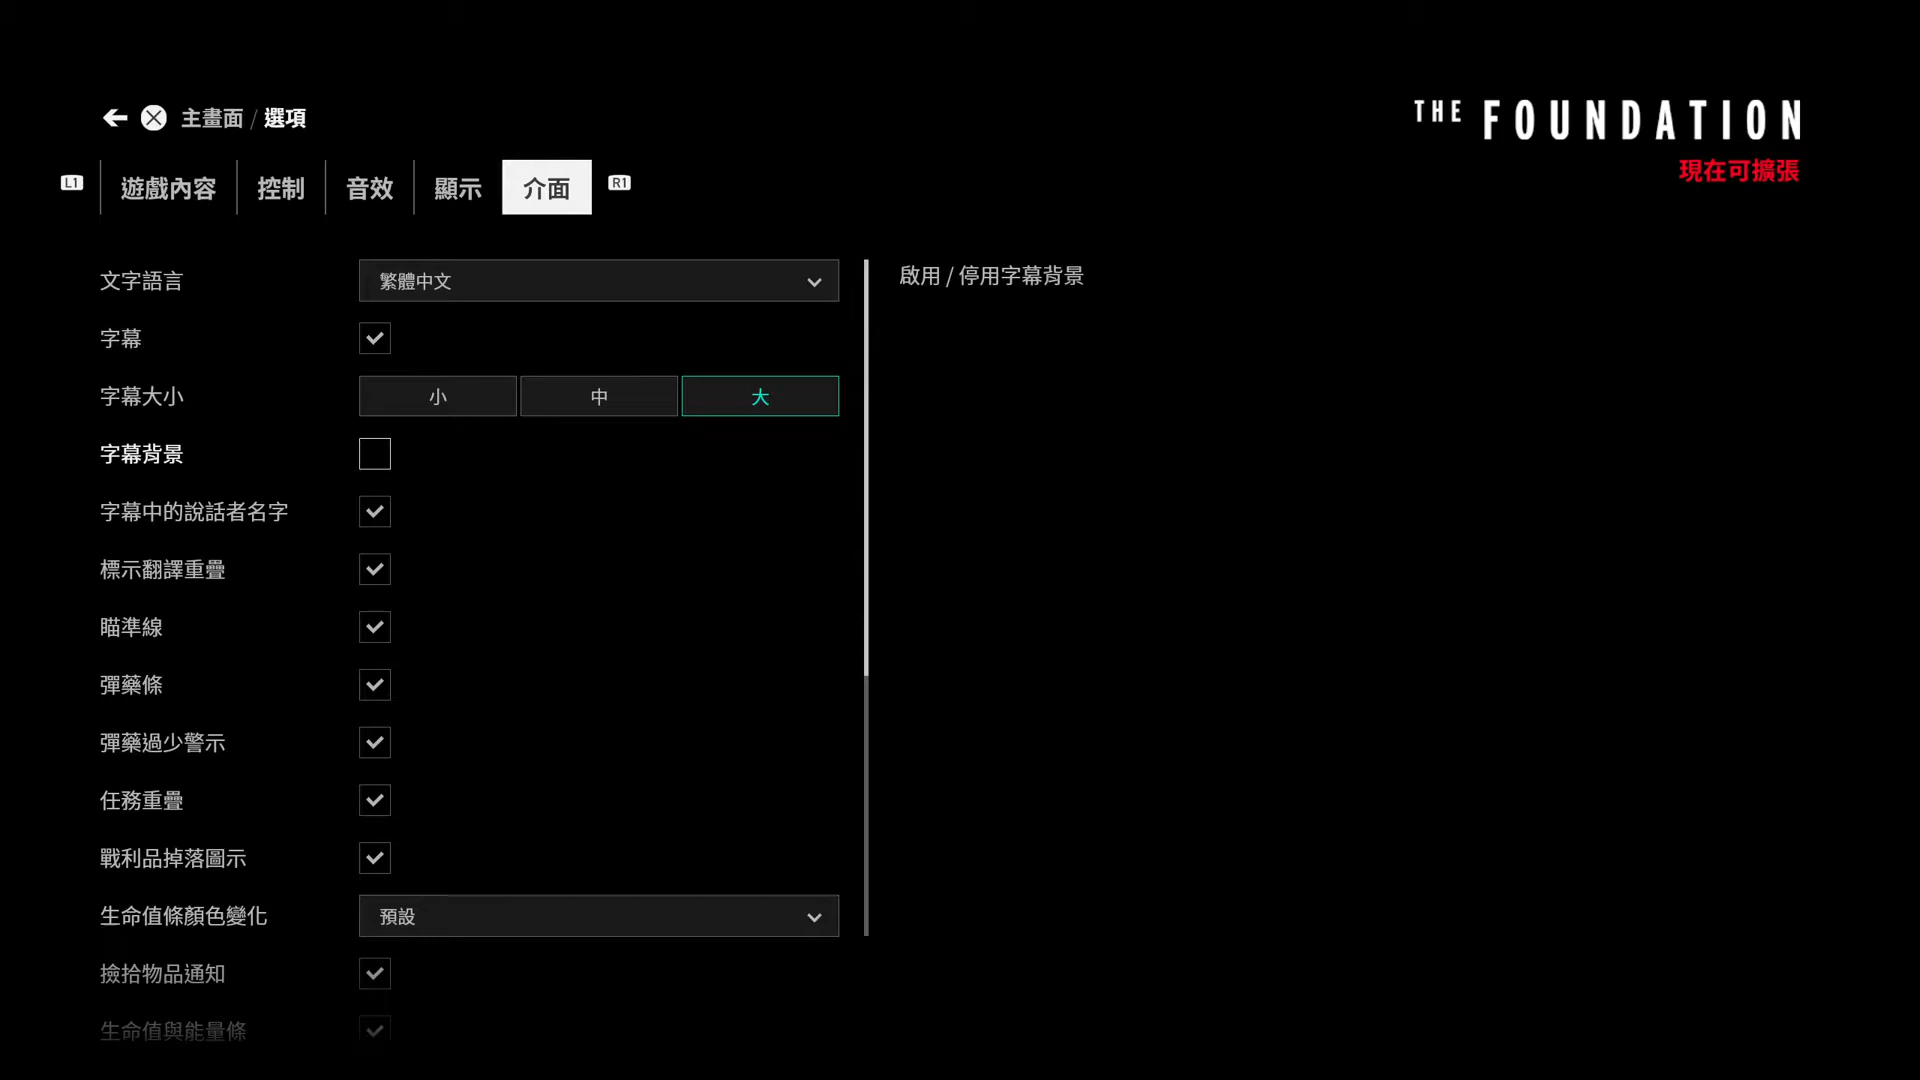 主畫面 / 選項
THE FOUNDATION
現在可擴張
L1 遊戲內容 控制 音效 顯示 介面 R1
文字語言 繁體中文
啟用 / 停用字幕背景
字幕
字幕大小 小 中 大
字幕背景
字幕中的說話者名字
標示翻譯重疊
瞄準線
彈藥條
彈藥過少警示
任務重疊
戰利品掉落圖示
生命值條顏色變化 預設
撿拾物品通知
生命值與能量條